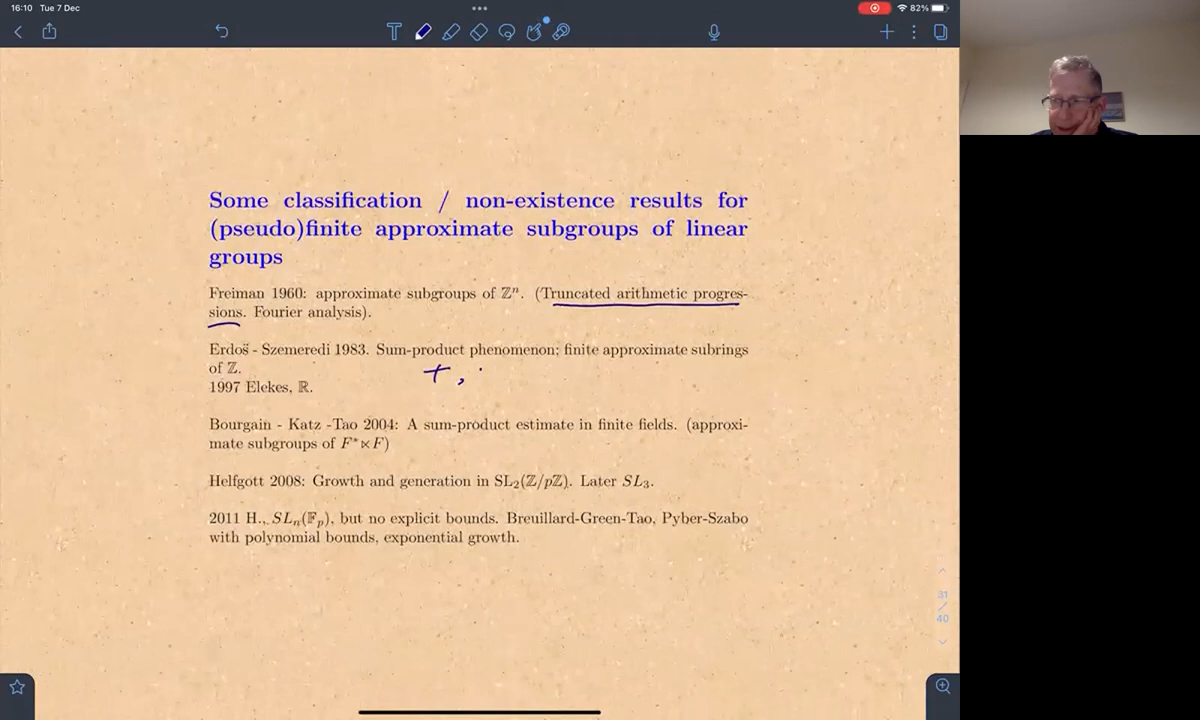 16:10 Tue 7 Dec
82%
Some classification / non-existence results for
(pseudo)finite approximate subgroups of linear
groups
Freiman 1960: approximate subgroups of ℤⁿ. (Truncated arithmetic progres-
sions. Fourier analysis).
Erdoš̈ - Szemeredi 1983. Sum-product phenomenon; finite approximate subrings
of ℤ.
+ , ·
1997 Elekes, ℝ.
Bourgain - Katz -Tao 2004: A sum-product estimate in finite fields. (approxi-
mate subgroups of F*⋉F)
Helfgott 2008: Growth and generation in SL₂(ℤ/pℤ). Later SL₃.
2011 H., SLₙ(𝔽ₚ), but no explicit bounds. Breuillard-Green-Tao, Pyber-Szabo
with polynomial bounds, exponential growth.
31
/
40